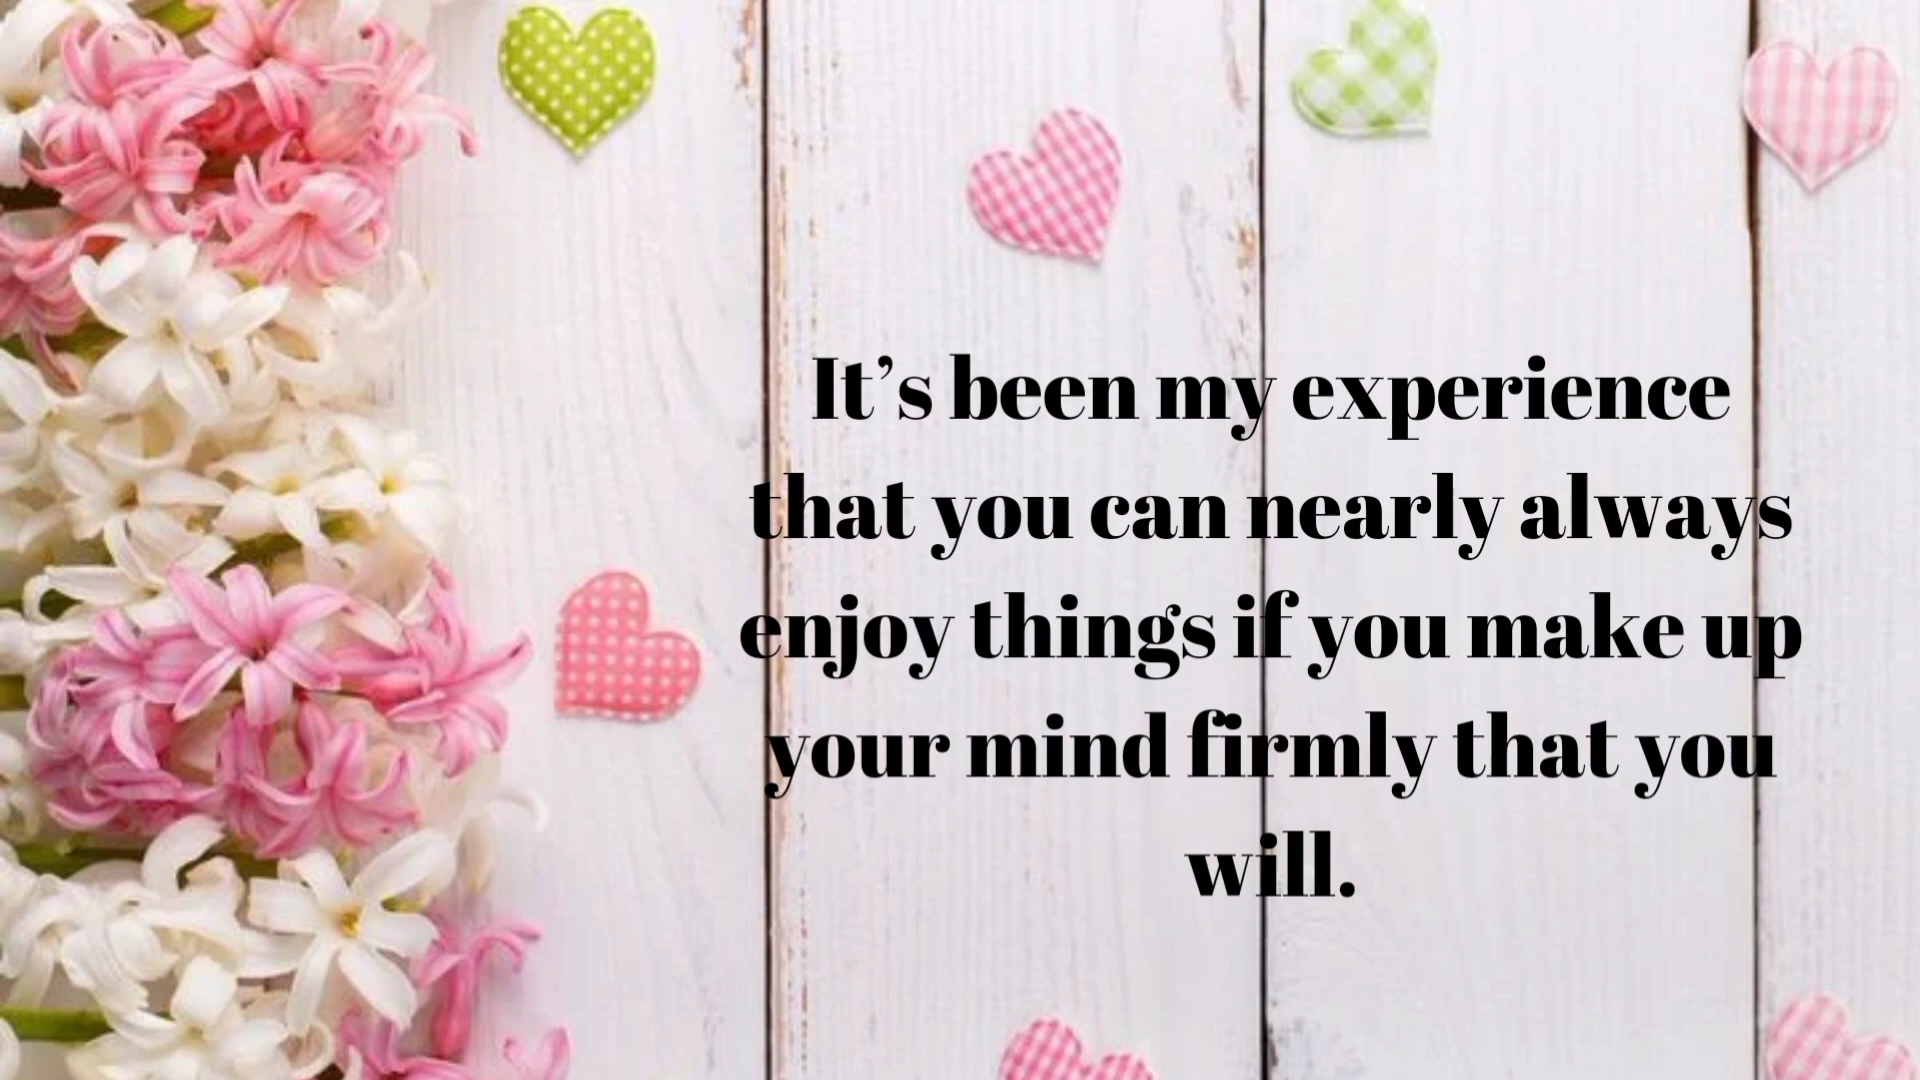 It’s been my experience
that you can nearly always
enjoy things if you make up
your mind firmly that you
will.